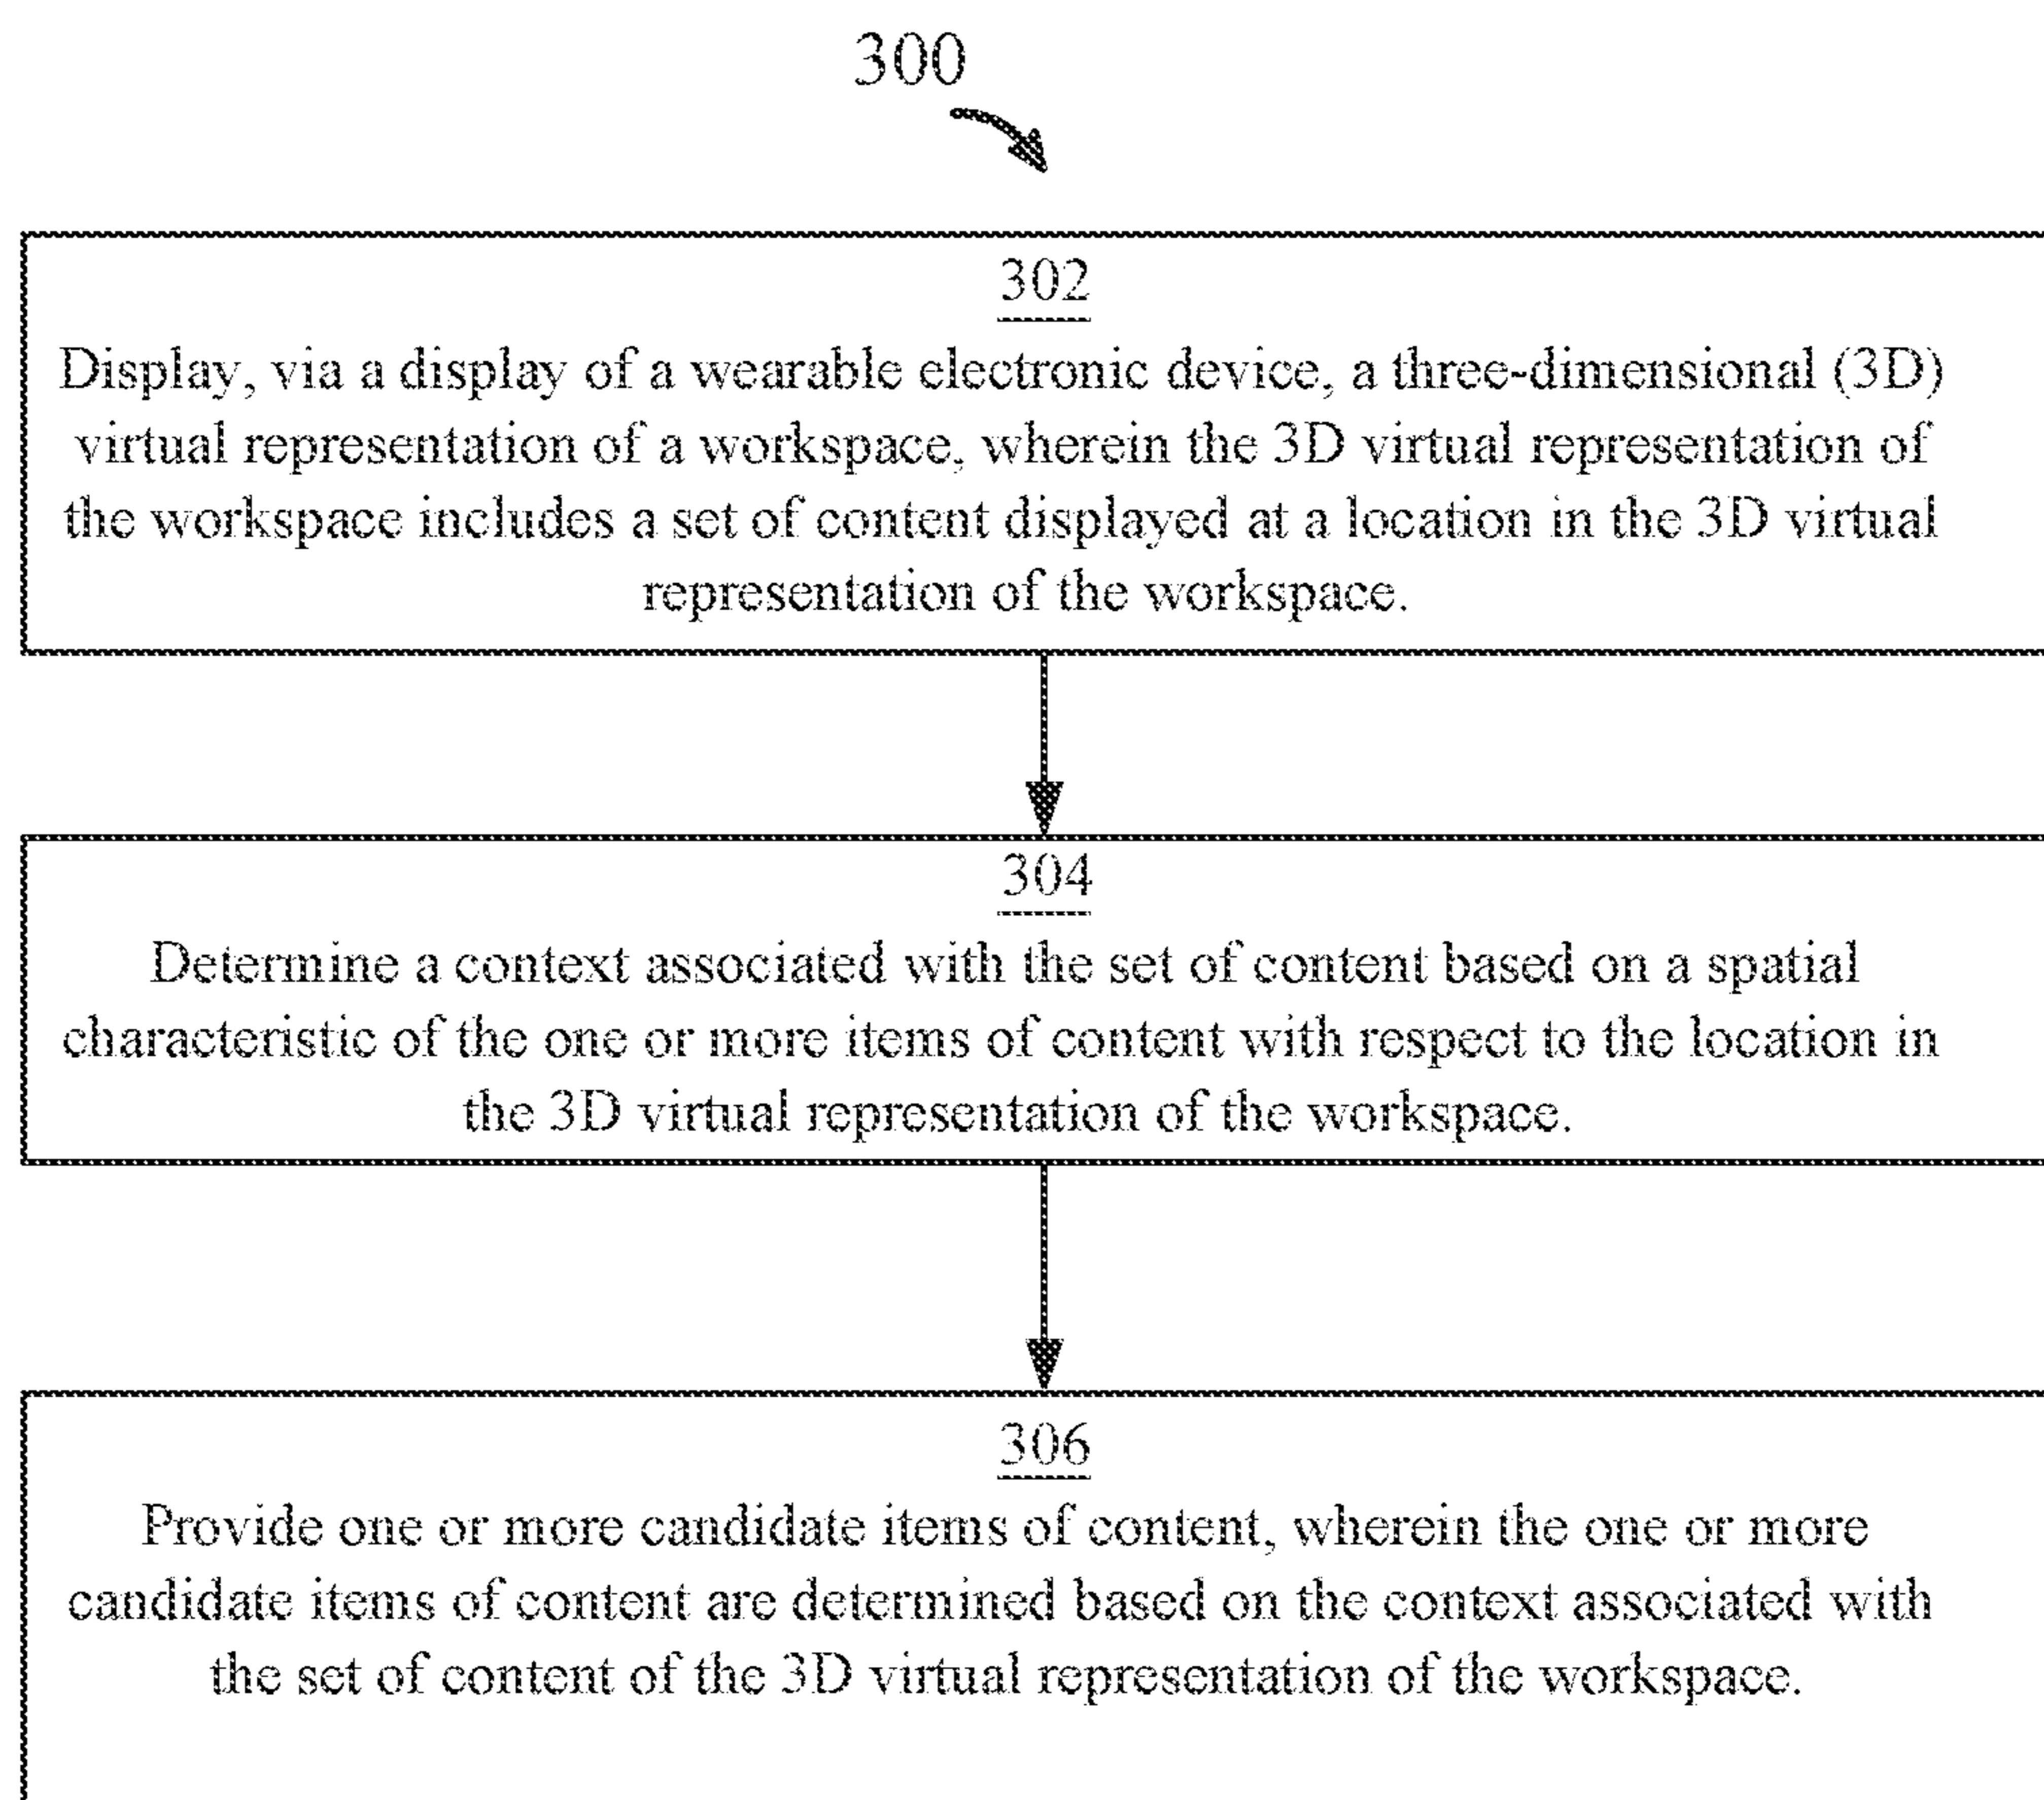 300
302
Display, via a display of a wearable electronic device, a three-dimensional (3D)
virtual representation of a workspace, wherein the 3D virtual representation of
the workspace includes a set of content displayed at a location in the 3D virtual
representation of the workspace.
304
Determine a context associated with the set of content based on a spatial
characteristic of the one or more items of content with respect to the location in
the 3D virtual representation of the workspace.
306
Provide one or more candidate items of content, wherein the one or more
candidate items of content are determined based on the context associated with
the set of content of the 3D virtual representation of the workspace.